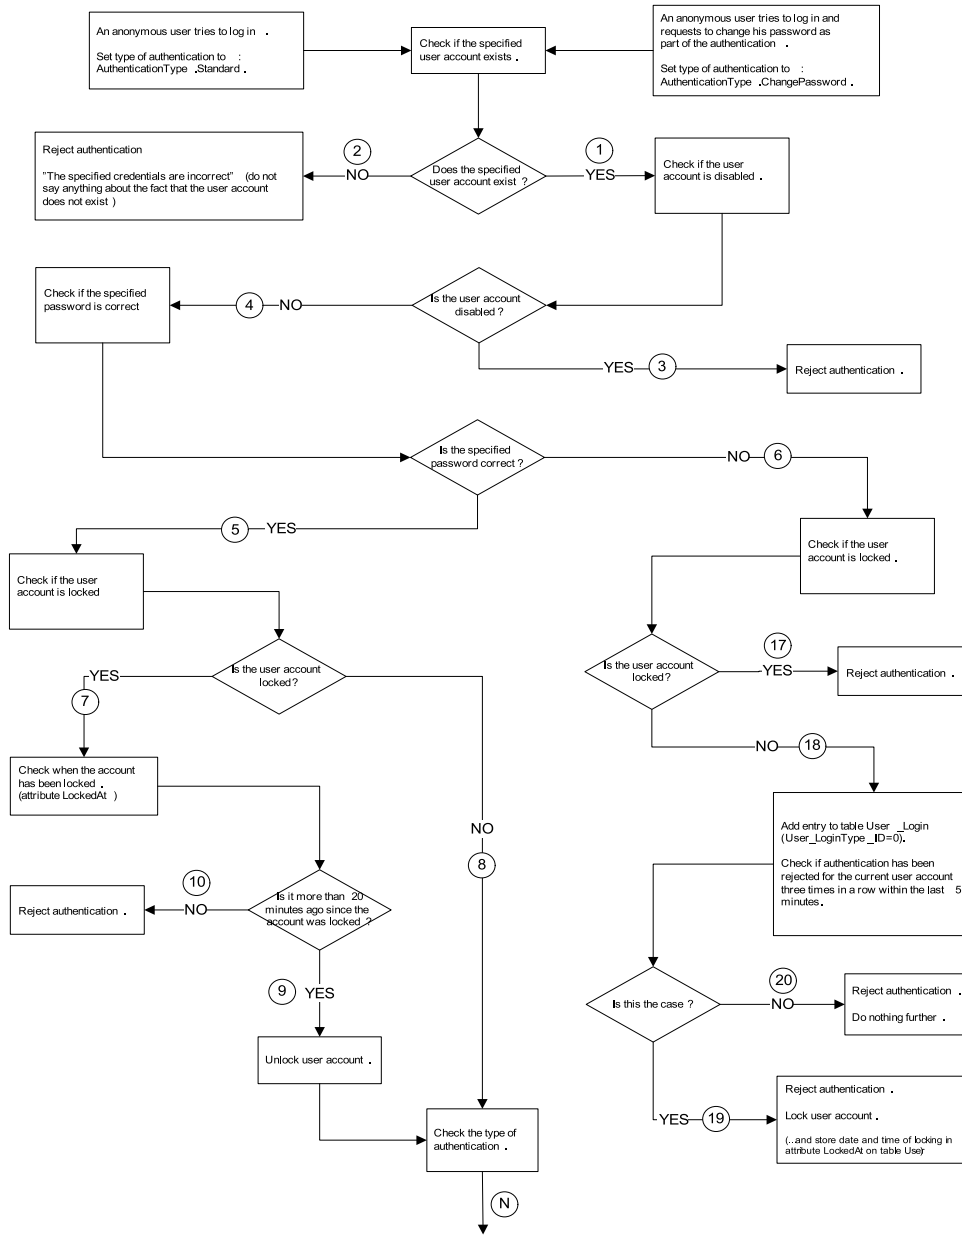 An anonymous user tries to log in .
Set type of authentication to :
AuthenticationType .Standard .
Check if the specified
user account exists .
An anonymous user tries to log in and
requests to change his password as
part of the authentication .
Set type of authentication to :
AuthenticationType .ChangePassword .
Reject authentication
"The specified credentials are incorrect" (do not
say anything about the fact that the user account
does not exist )
2
NO
Does the specified
user account exist ?
1
YES
Check if the user
account is disabled .
Check if the specified
password is correct
4
NO
Is the user account
disabled ?
YES
3
Reject authentication .
Is the specified
password correct ?
NO
6
5
YES
Check if the user
account is locked
Check if the user
account is locked .
Is the user account
locked?
YES
7
Is the user account
locked?
17
YES
Reject authentication .
NO
18
Check when the account
has been locked .
(attribute LockedAt )
NO
8
Add entry to table User _Login
(User_LoginType _ID=0).
Check if authentication has been
rejected for the current user account
three times in a row within the last 5
minutes.
Reject authentication .
10
NO
Is it more than 20
minutes ago since the
account was locked ?
9
YES
Is this the case ?
20
NO
Reject authentication .
Do nothing further .
Unlock user account .
YES
19
Reject authentication .
Lock user account .
(..and store date and time of locking in
attribute LockedAt on table User)
Check the type of
authentication .
N